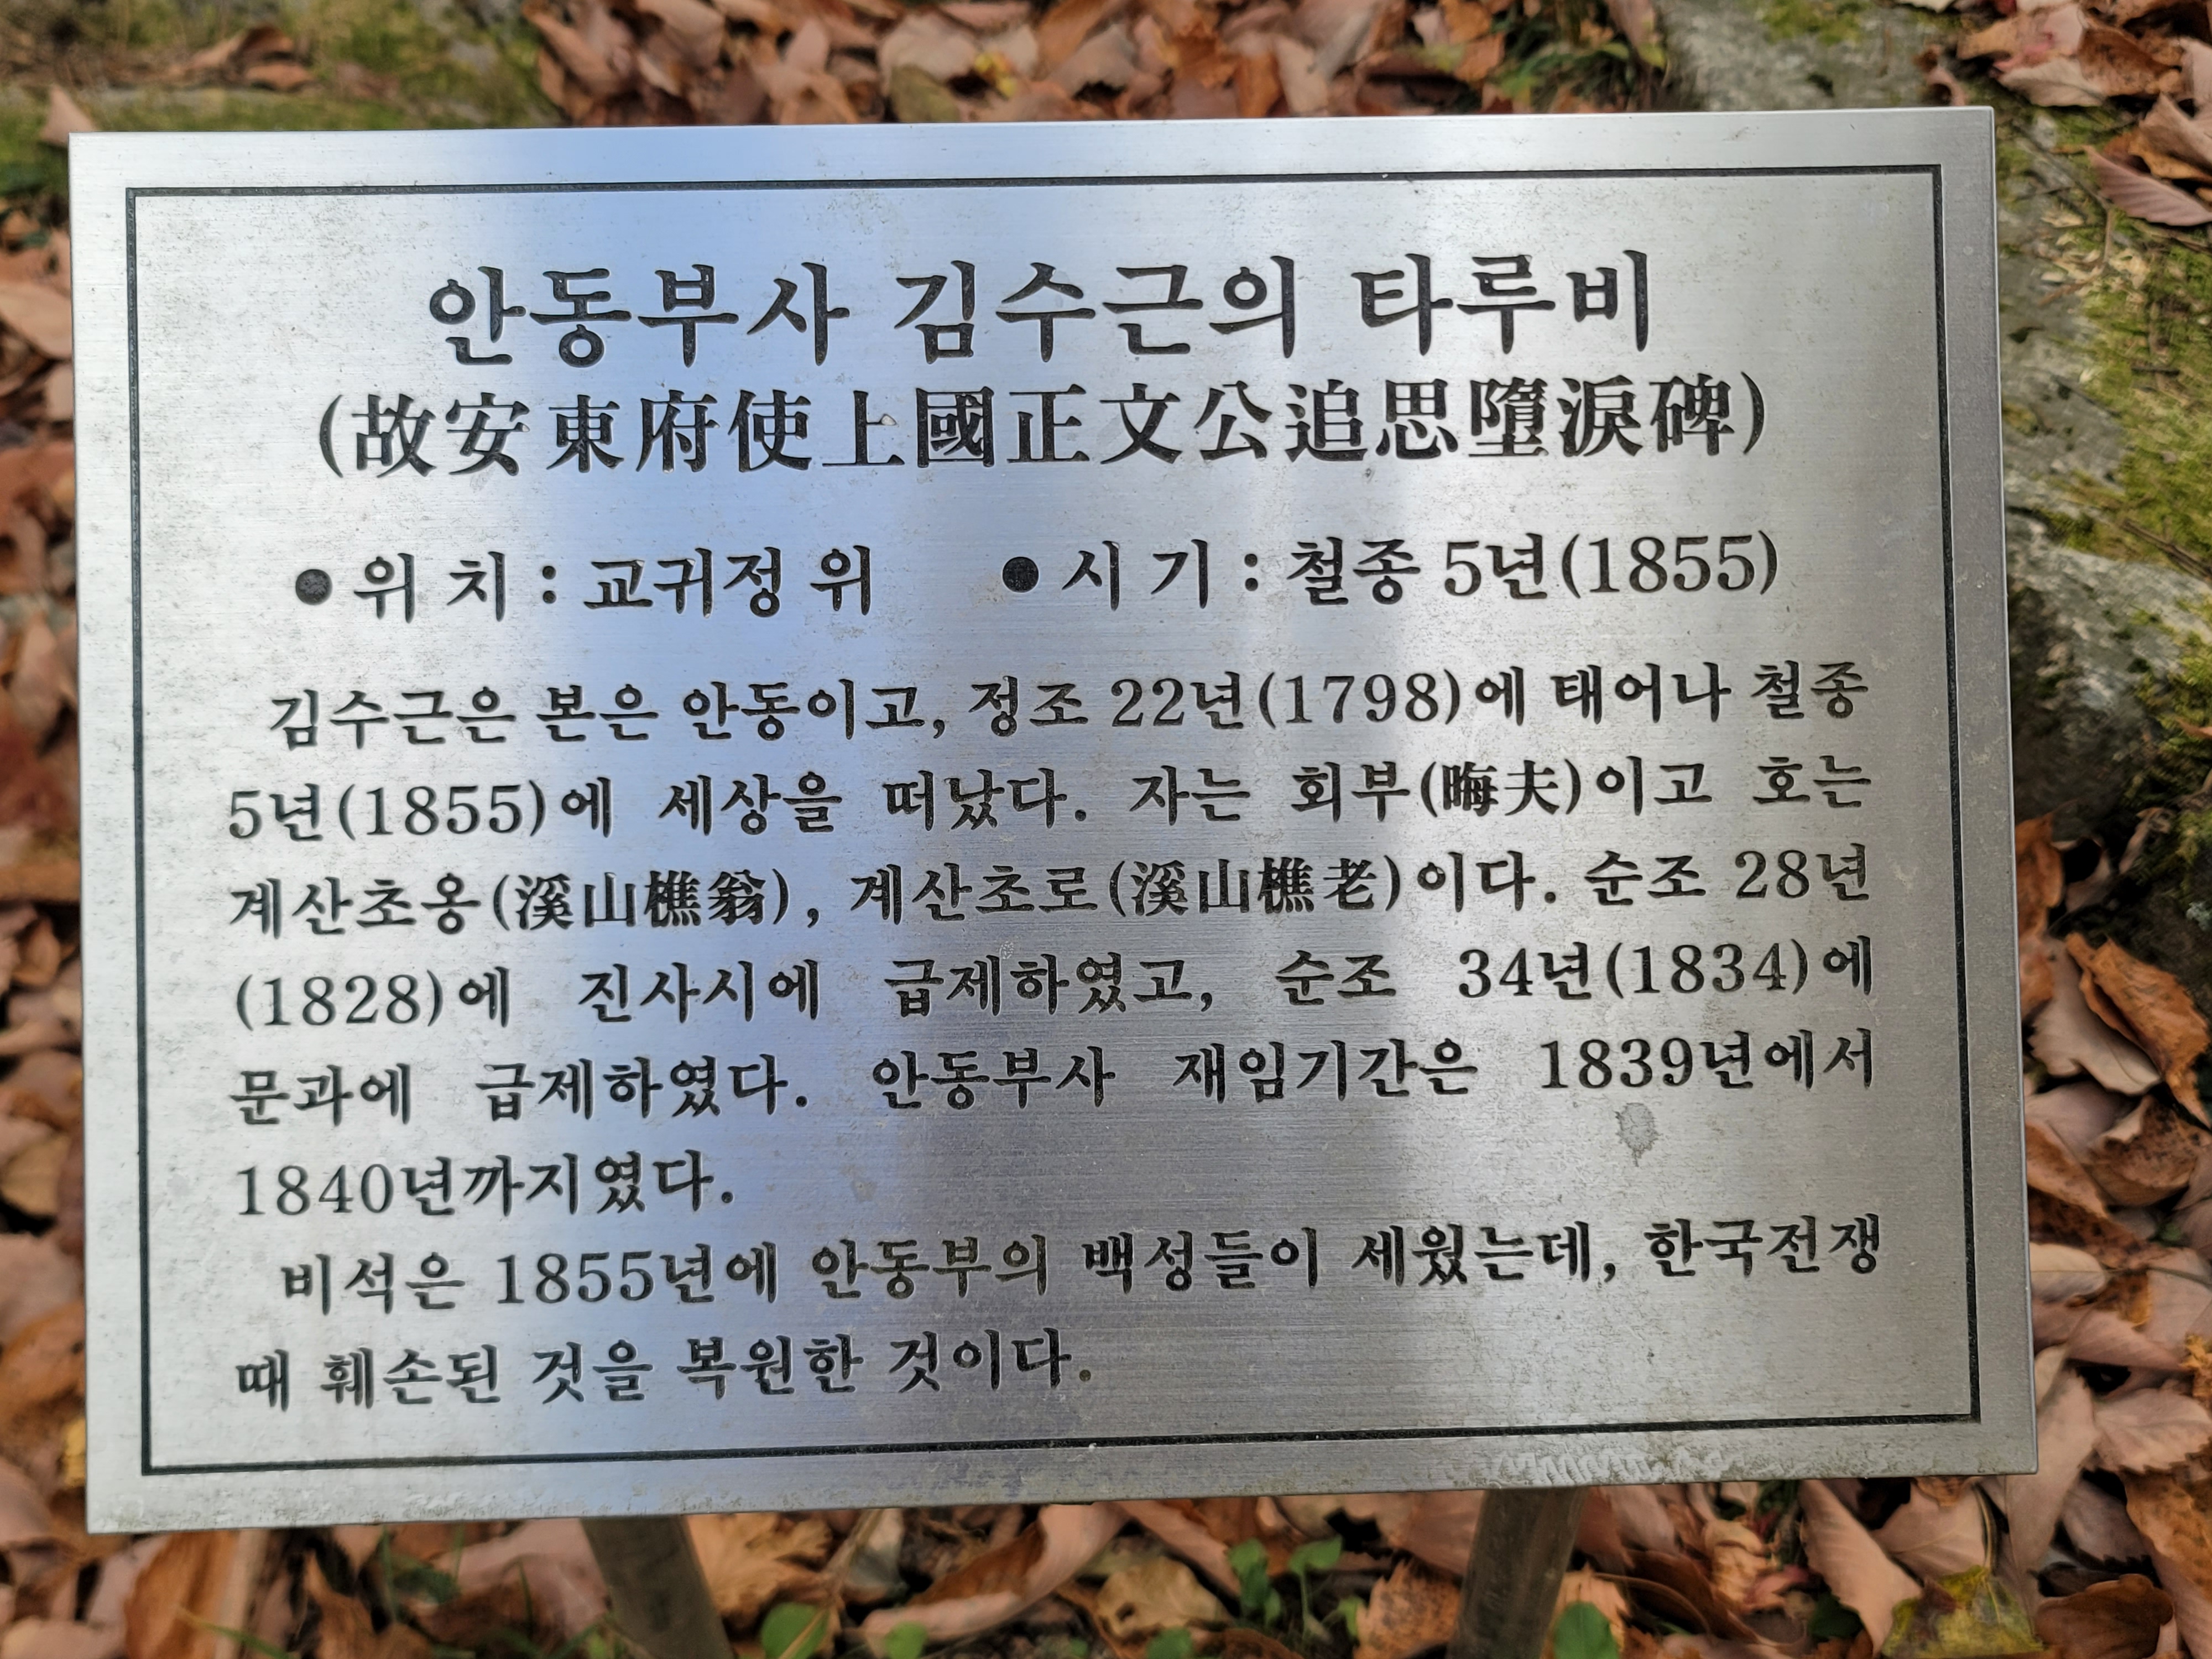 안동부사 김수근의 타루비
(故安東府使上國正文公追思墮淚碑)
●위 치 : 교귀정 위 ●시 기 : 철종 5년(1855)
김수근은 본은 안동이고, 정조 22년(1798)에 태어나 철종
5년(1855)에 세상을 떠났다. 자는 회부(晦夫)이고 호는
계산초옹(溪山樵翁), 계산초로(溪山樵老)이다. 순조 28년
(1828)에 진사시에 급제하였고, 순조 34년(1834)에
문과에 급제하였다. 안동부사 재임기간은 1839년에서
1840년까지였다.
비석은 1855년에 안동부의 백성들이 세웠는데, 한국전쟁
때 훼손된 것을 복원한 것이다.